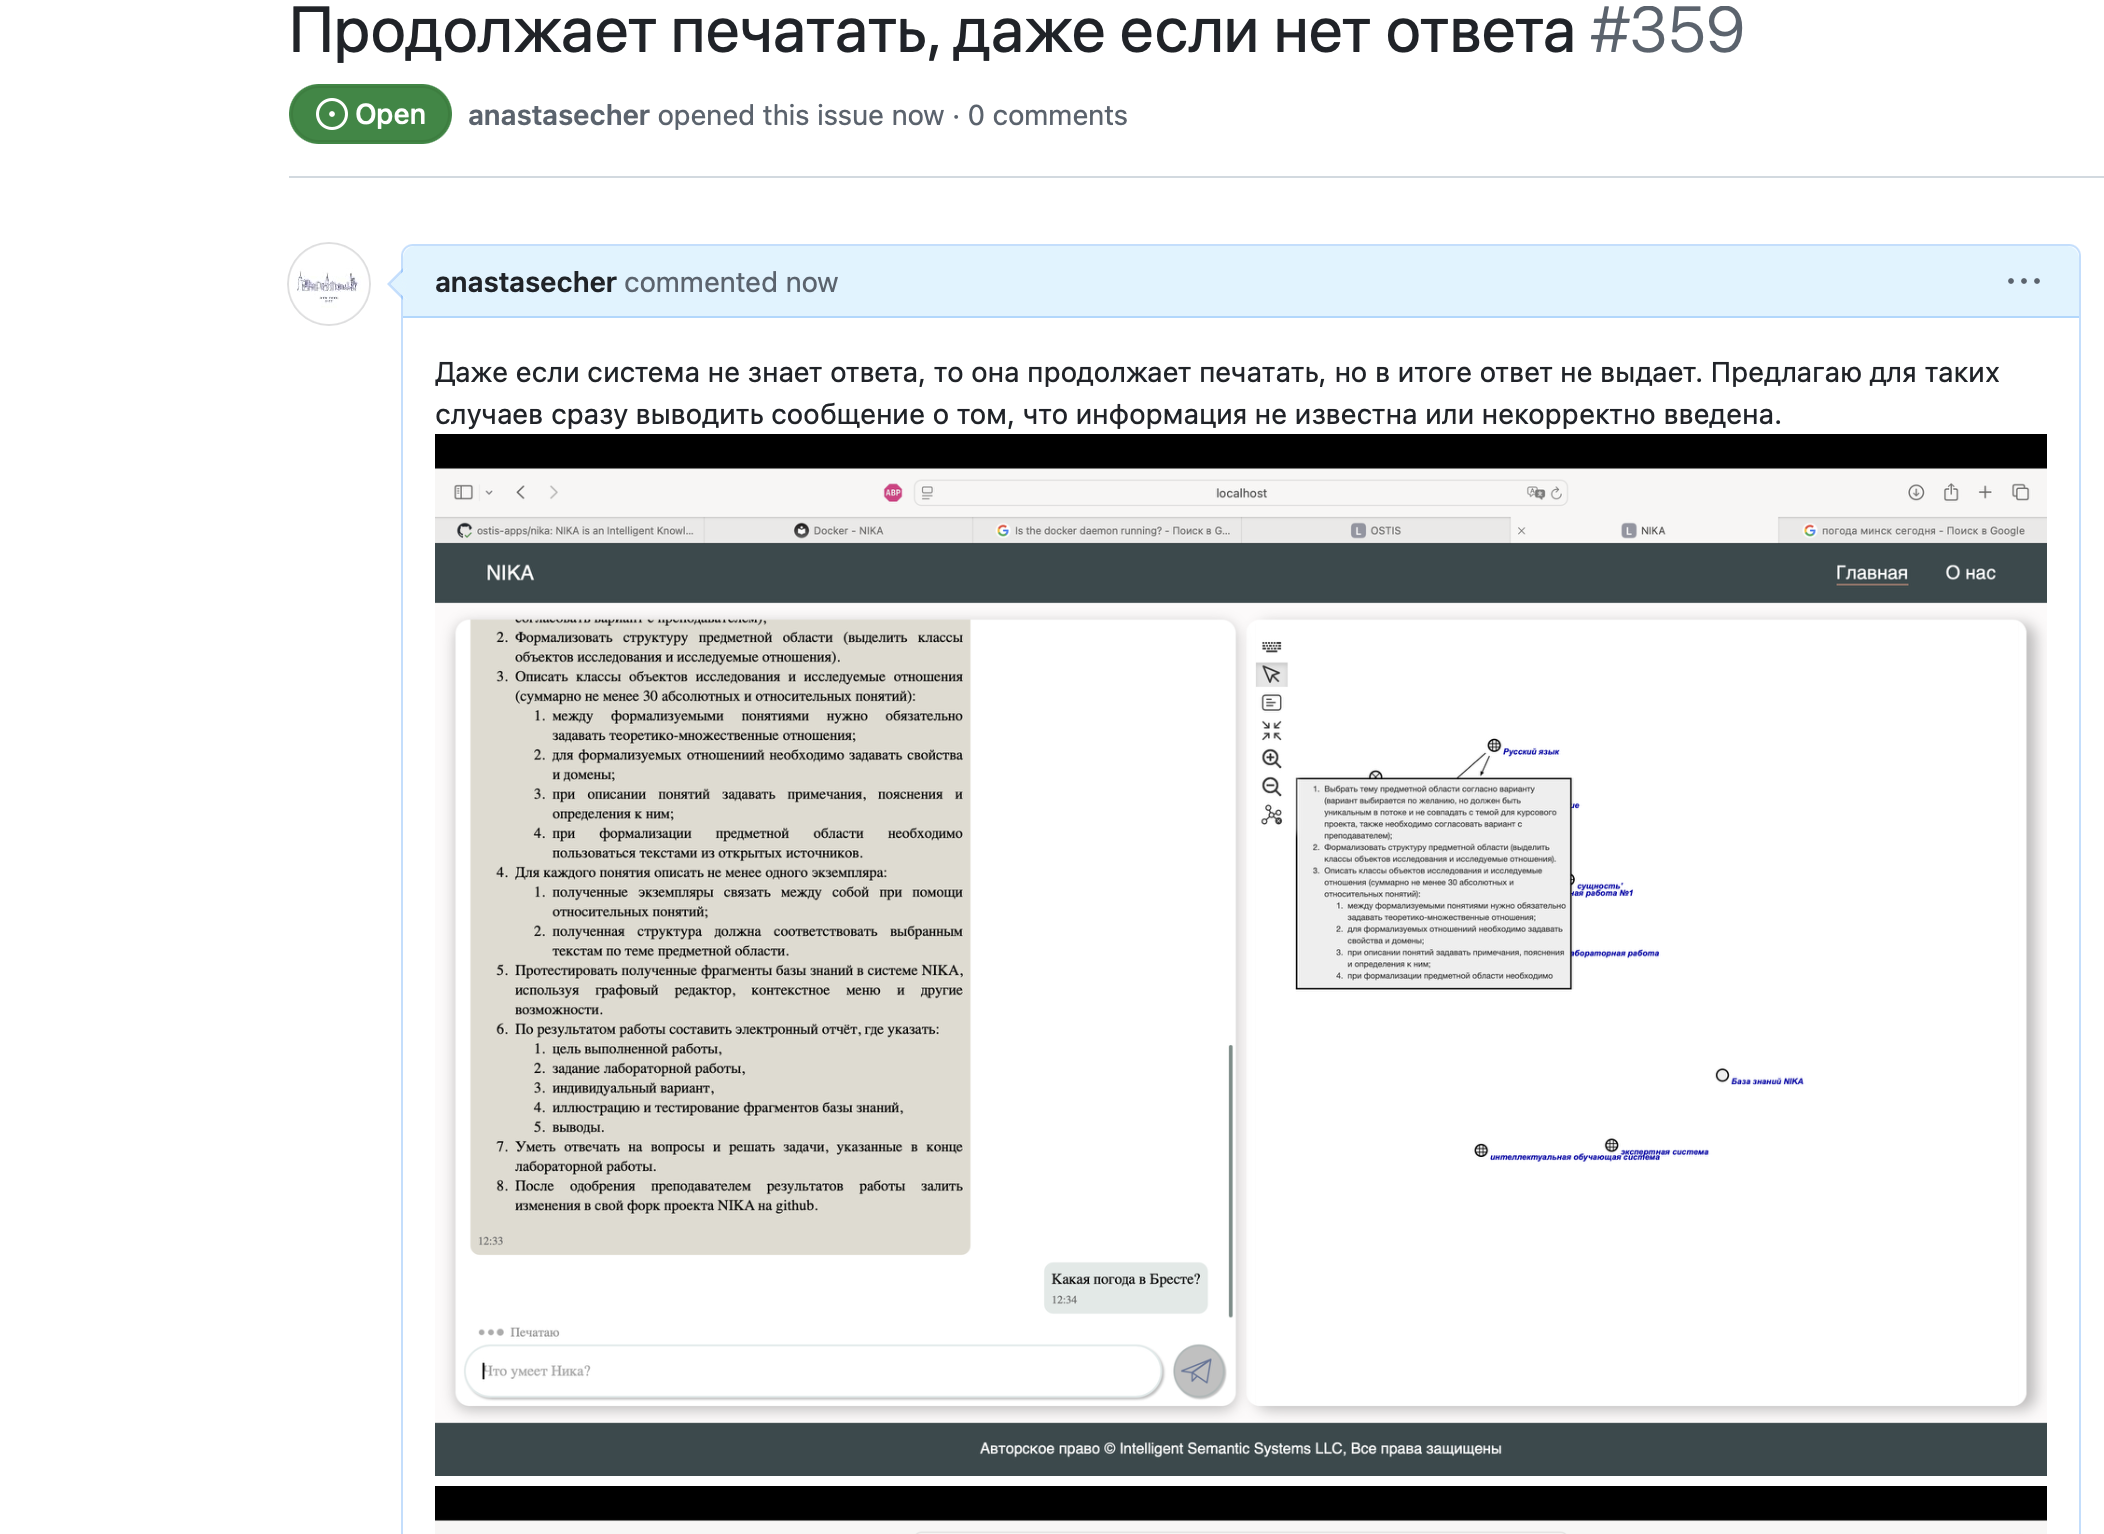 Продолжает печатать, даже если нет ответа #359
Open
anastasecher opened this issue now · 0 comments
anastasecher commented now
Даже если система не знает ответа, то она продолжает печатать, но в итоге ответ не выдает. Предлагаю для таких
случаев сразу выводить сообщение о том, что информация не известна или некорректно введена.
ABP
localhost
ostis-apps/nika: NIKA is an Intelligent Knowl...
Docker - NIKA
Is the docker daemon running? - Поиск в G...
L OSTIS
L NIKA
погода минск сегодня - Поиск в Google
NIKA
Главная
О нас
согласовать вариант с преподавателем);
2. Формализовать структуру предметной области (выделить классы
объектов исследования и исследуемые отношения).
3. Описать классы объектов исследования и исследуемые отношения
(суммарно не менее 30 абсолютных и относительных понятий):
1. между формализуемыми понятиями нужно обязательно
задавать теоретико-множественные отношения;
2. для формализуемых отношениий необходимо задавать свойства
и домены;
3. при описании понятий задавать примечания, пояснения и
определения к ним;
4. при формализации предметной области необходимо
пользоваться текстами из открытых источников.
4. Для каждого понятия описать не менее одного экземпляра:
1. полученные экземпляры связать между собой при помощи
относительных понятий;
2. полученная структура должна соответствовать выбранным
текстам по теме предметной области.
5. Протестировать полученные фрагменты базы знаний в системе NIKA,
используя графовый редактор, контекстное меню и другие
возможности.
6. По результатом работы составить электронный отчёт, где указать:
1. цель выполненной работы,
2. задание лабораторной работы,
3. индивидуальный вариант,
4. иллюстрацию и тестирование фрагментов базы знаний,
5. выводы.
7. Уметь отвечать на вопросы и решать задачи, указанные в конце
лабораторной работы.
8. После одобрения преподавателем результатов работы залить
изменения в свой форк проекта NIKA на github.
12:33
Какая погода в Бресте?
12:34
Печатаю
Что умеет Ника?
Русский язык
1. Выбрать тему предметной области согласно варианту
(вариант выбирается по желанию, но должен быть
уникальным в потоке и не совпадать с темой для курсового
проекта, также необходимо согласовать вариант с
преподавателем);
2. Формализовать структуру предметной области (выделить
классы объектов исследования и исследуемые отношения).
3. Описать классы объектов исследования и исследуемые
отношения (суммарно не менее 30 абсолютных и
относительных понятий):
1. между формализуемыми понятиями нужно обязательно
задавать теоретико-множественные отношения;
2. для формализуемых отношениий необходимо задавать
свойства и домены;
3. при описании понятий задавать примечания, пояснения
и определения к ним;
4. при формализации предметной области необходимо
ие
сущность'
ная работа №1
абораторная работа
База знаний NIKA
экспертная система
интеллектуальная обучающая система
Авторское право © Intelligent Semantic Systems LLC, Все права защищены